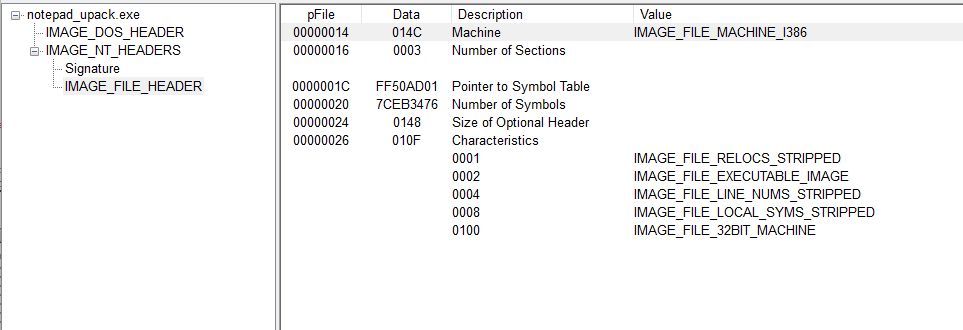 notepad_upack.exe
IMAGE_DOS_HEADER
IMAGE_NT_HEADERS
Signature
IMAGE_FILE_HEADER
pFile Data Description Value
00000014 014C Machine IMAGE_FILE_MACHINE_I386
00000016 0003 Number of Sections
0000001C FF50AD01 Pointer to Symbol Table
00000020 7CEB3476 Number of Symbols
00000024 0148 Size of Optional Header
00000026 010F Characteristics
0001 IMAGE_FILE_RELOCS_STRIPPED
0002 IMAGE_FILE_EXECUTABLE_IMAGE
0004 IMAGE_FILE_LINE_NUMS_STRIPPED
0008 IMAGE_FILE_LOCAL_SYMS_STRIPPED
0100 IMAGE_FILE_32BIT_MACHINE